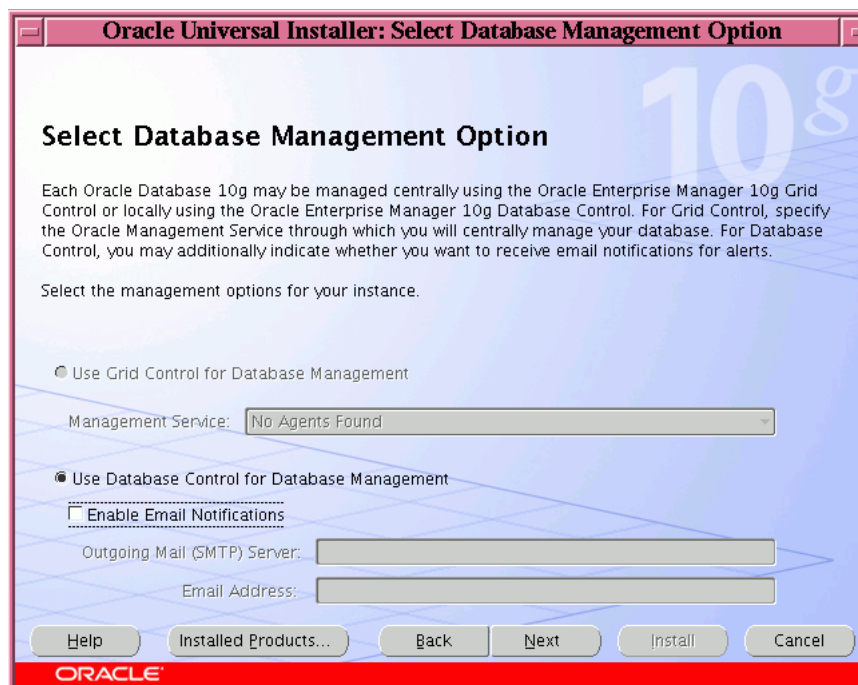 Oracle Universal Installer: Select Database Management Option
10g
Select Database Management Option
Each Oracle Database 10g may be managed centrally using the Oracle Enterprise Manager 10g Grid
Control or locally using the Oracle Enterprise Manager 10g Database Control. For Grid Control, specify
the Oracle Management Service through which you will centrally manage your database. For Database
Control, you may additionally indicate whether you want to receive email notifications for alerts.
Select the management options for your instance.
Use Grid Control for Database Management
Management Service: No Agents Found
Use Database Control for Database Management
Enable Email Notifications
Outgoing Mail (SMTP) Server:
Email Address:
Help Installed Products... Back Next Install Cancel
ORACLE